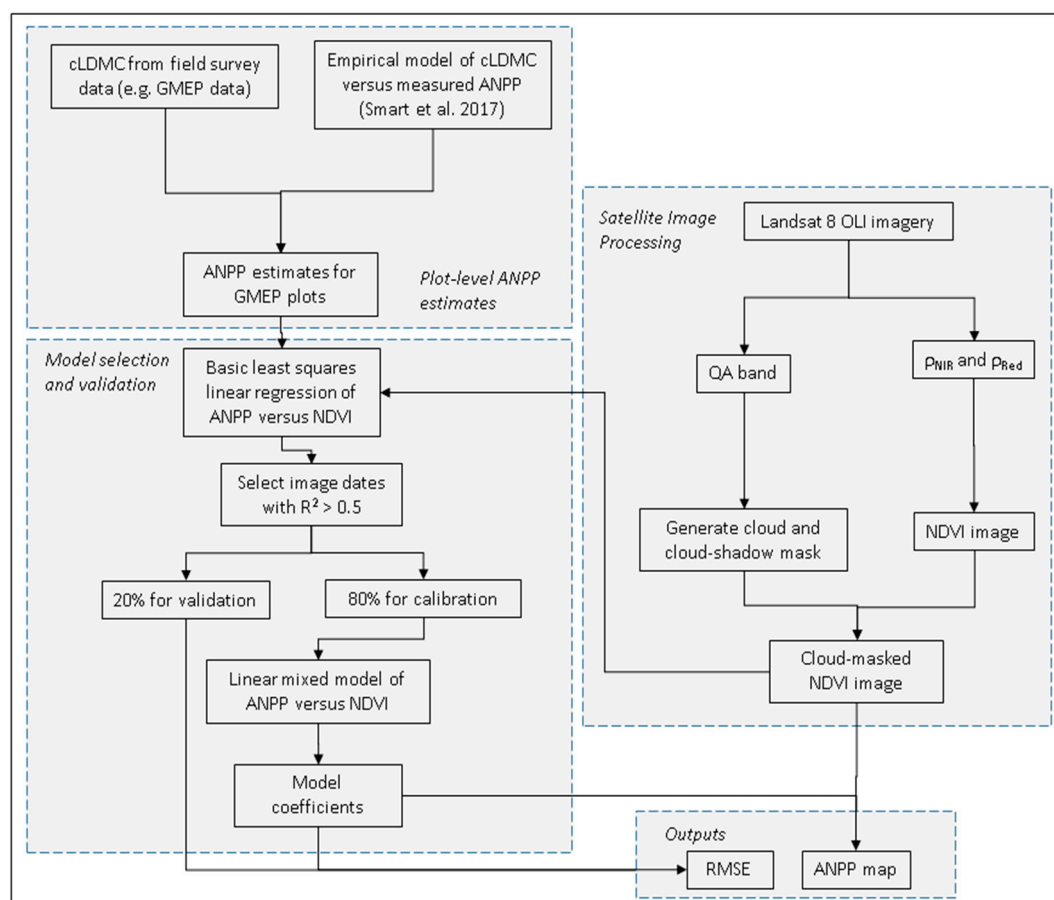 cLDMC from field survey
data (e.g. GMEP data)
Empirical model of cLDMC
versus measured ANPP
(Smart et al. 2017)
ANPP estimates for
GMEP plots
Plot-level ANPP
estimates
Satellite Image
Processing
Landsat 8 OLI imagery
QA band
ρNIR and ρRed
Generate cloud and
cloud-shadow mask
NDVI image
Cloud-masked
NDVI image
Model selection
and validation
Basic least squares
linear regression of
ANPP versus NDVI
Select image dates
with R² > 0.5
20% for validation
80% for calibration
Linear mixed model of
ANPP versus NDVI
Model
coefficients
Outputs
RMSE
ANPP map